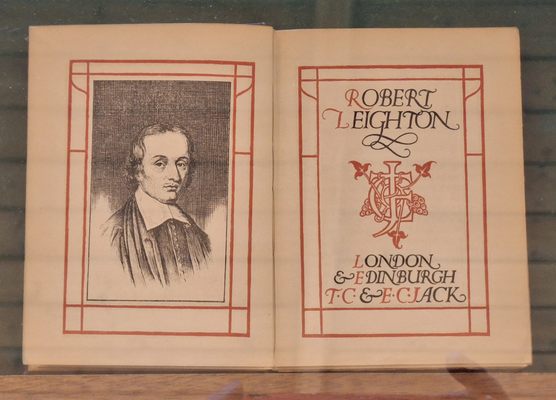 ROBERT
LEIGHTON
LONDON
& EDINBURGH
T·C·& E·C·JACK